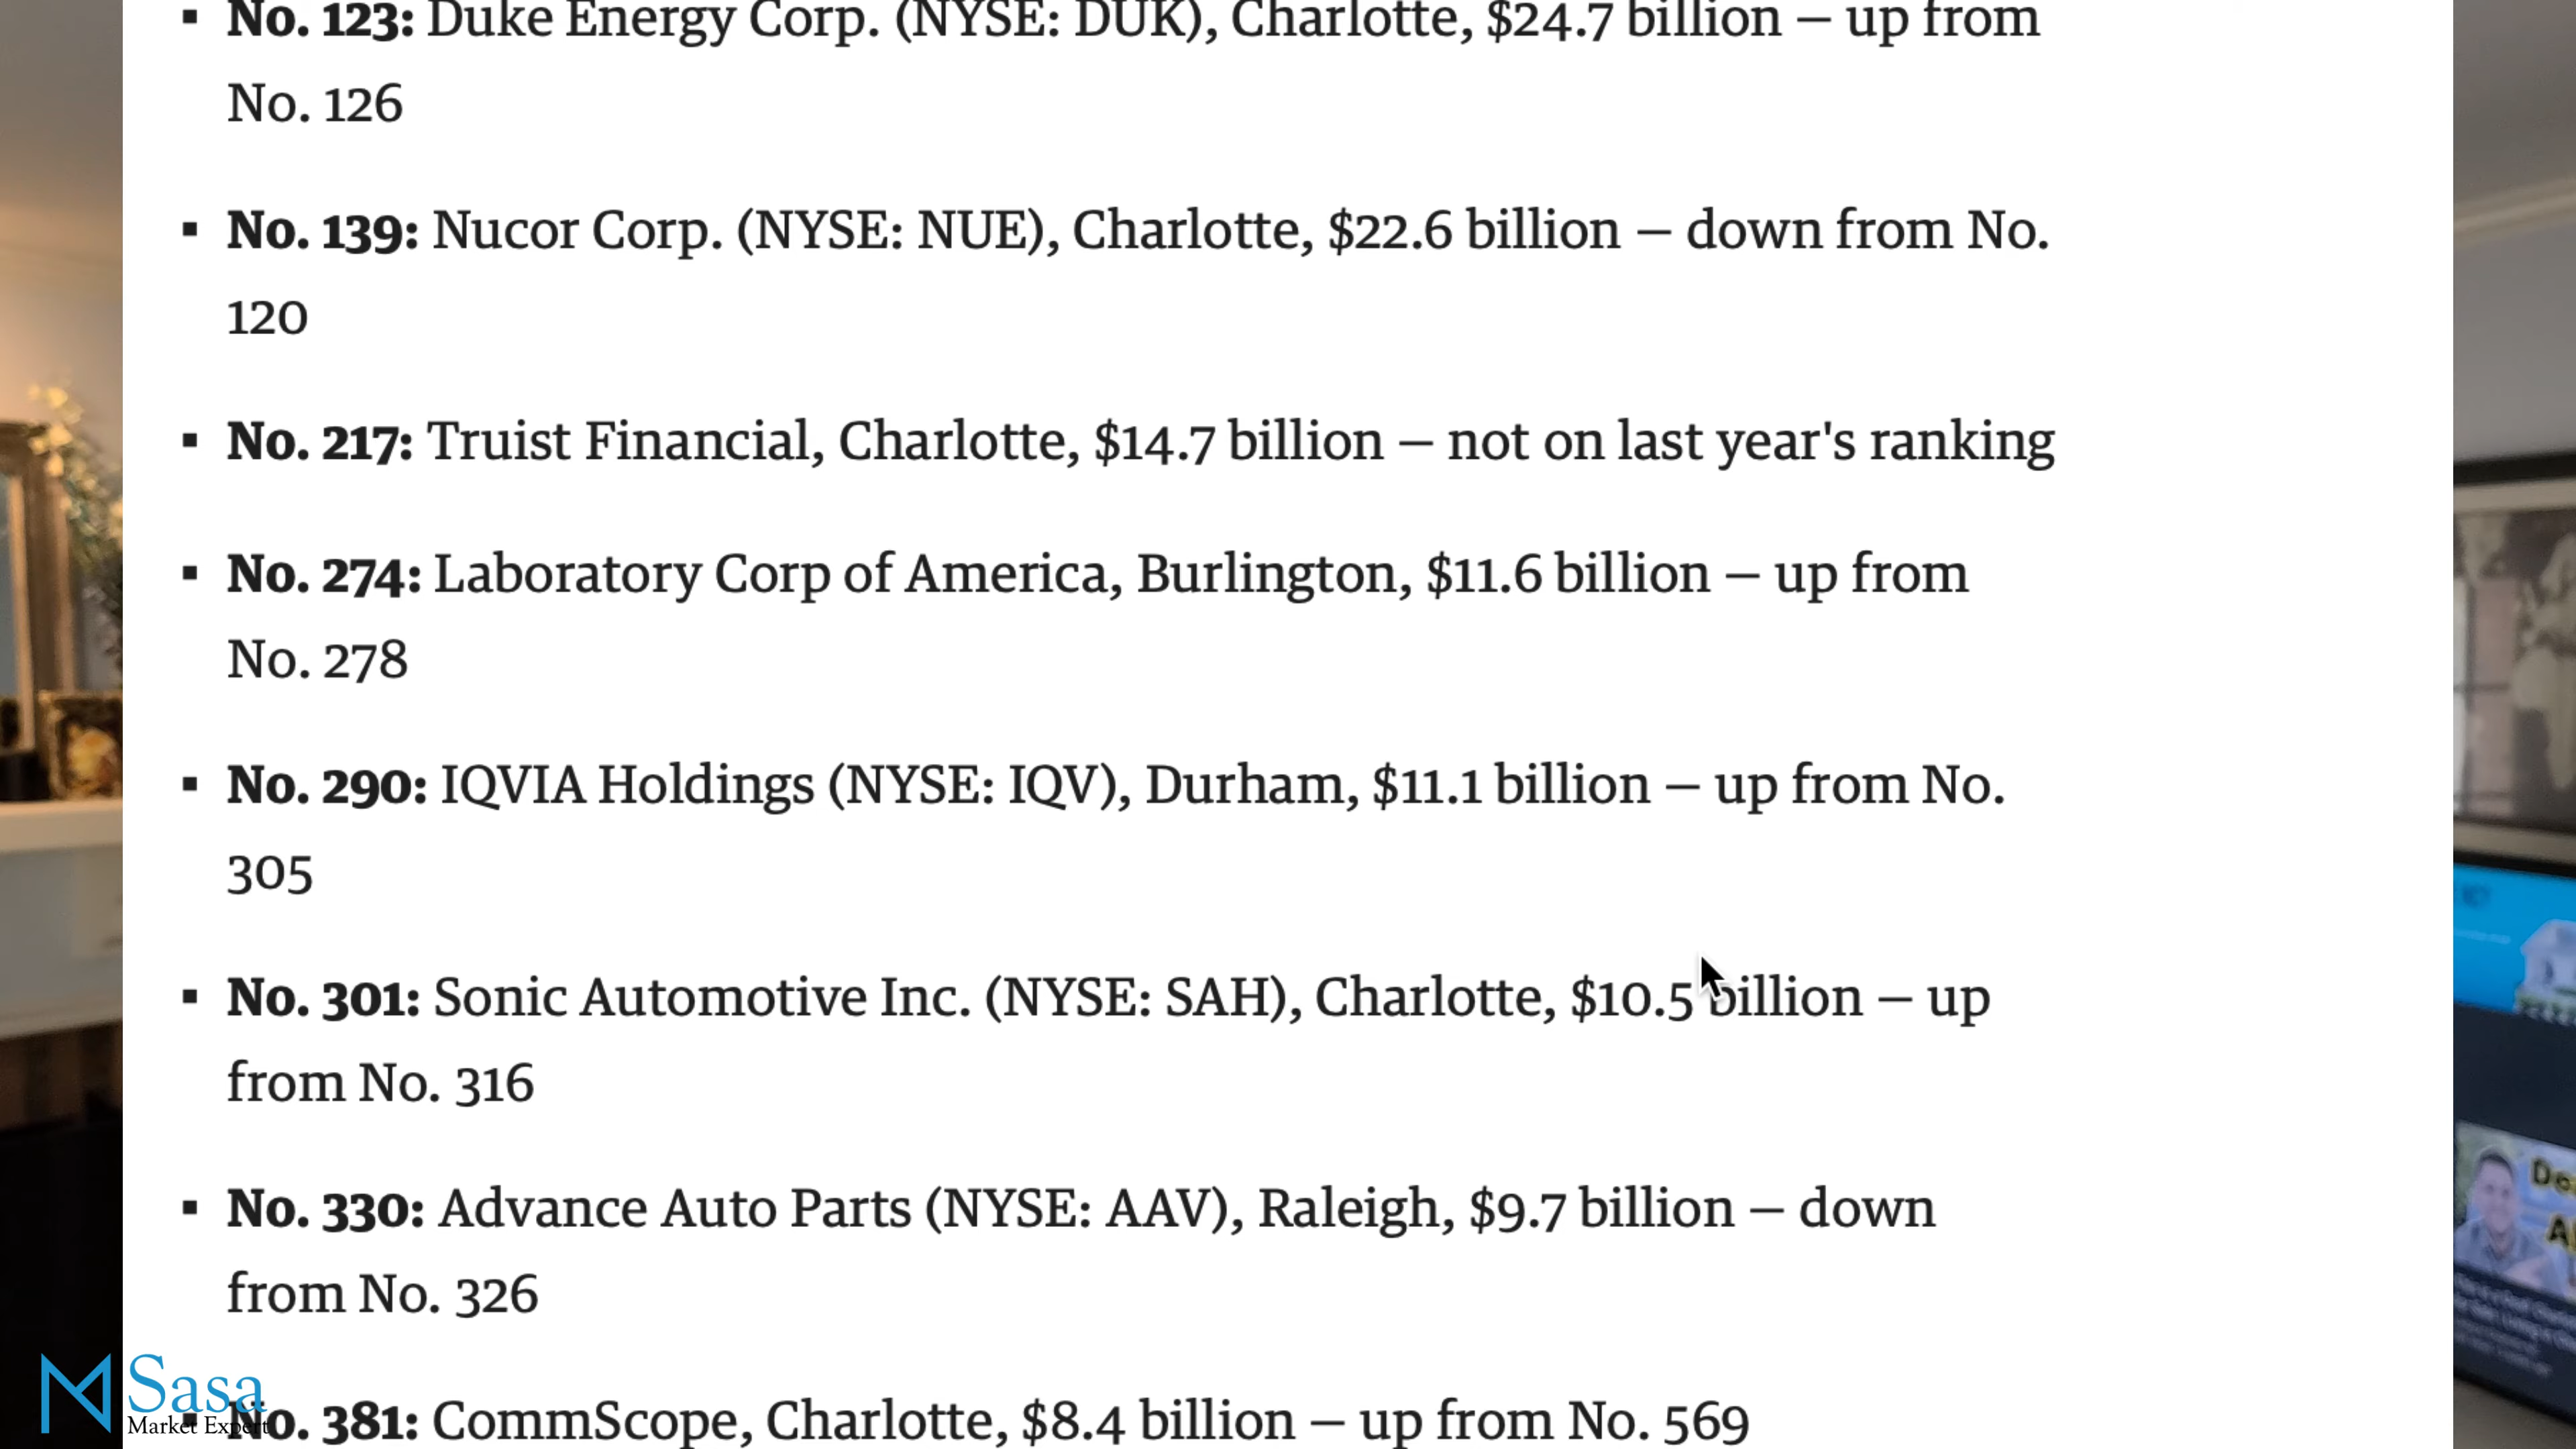 ▪ No. 123: Duke Energy Corp. (NYSE: DUK), Charlotte, $24.7 billion — up from
No. 126
▪ No. 139: Nucor Corp. (NYSE: NUE), Charlotte, $22.6 billion — down from No.
120
▪ No. 217: Truist Financial, Charlotte, $14.7 billion — not on last year's ranking
▪ No. 274: Laboratory Corp of America, Burlington, $11.6 billion — up from
No. 278
▪ No. 290: IQVIA Holdings (NYSE: IQV), Durham, $11.1 billion — up from No.
305
▪ No. 301: Sonic Automotive Inc. (NYSE: SAH), Charlotte, $10.5 billion — up
from No. 316
▪ No. 330: Advance Auto Parts (NYSE: AAV), Raleigh, $9.7 billion — down
from No. 326
▪ No. 381: CommScope, Charlotte, $8.4 billion — up from No. 569
Sasa
Market Expert